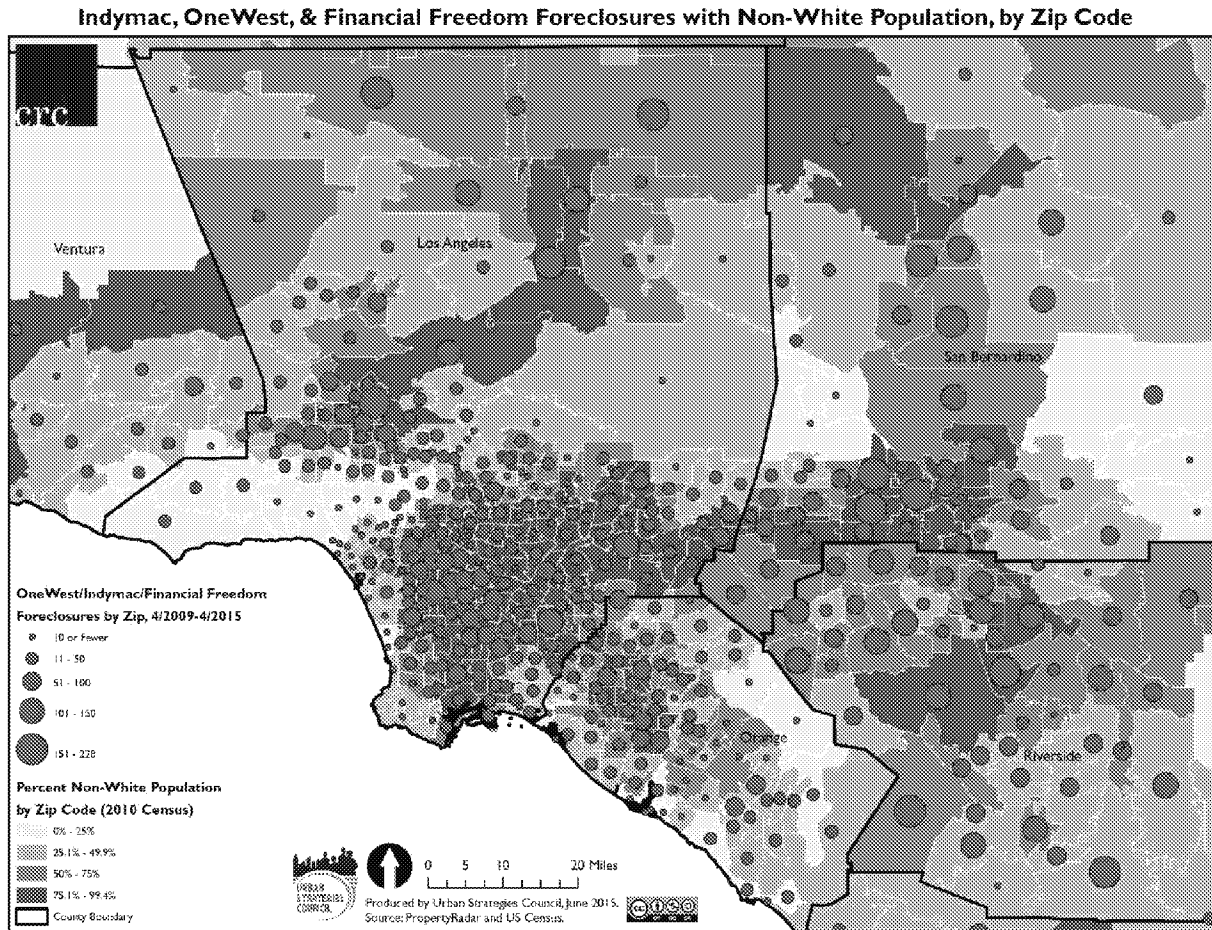 Indymac, OneWest, & Financial Freedom Foreclosures with Non-White Population, by Zip Code
crc
Ventura
Los Angeles
San Bernardino
OneWest/Indymac/Financial Freedom
Foreclosures by Zip, 4/2009-4/2015
10 or Fewer
11 - 50
51 - 100
101 - 150
151 - 228
Orange
Riverside
Percent Non-White Population
by Zip Code (2010 Census)
0% - 25%
25.1% - 49.9%
50% - 75%
75.1% - 99.4%
County Boundary
URBAN
STRATEGIES
COUNCIL
0 5 10 20 Miles
Produced by Urban Strategies Council, June 2015.
Source: PropertyRadar and US Census.
cc